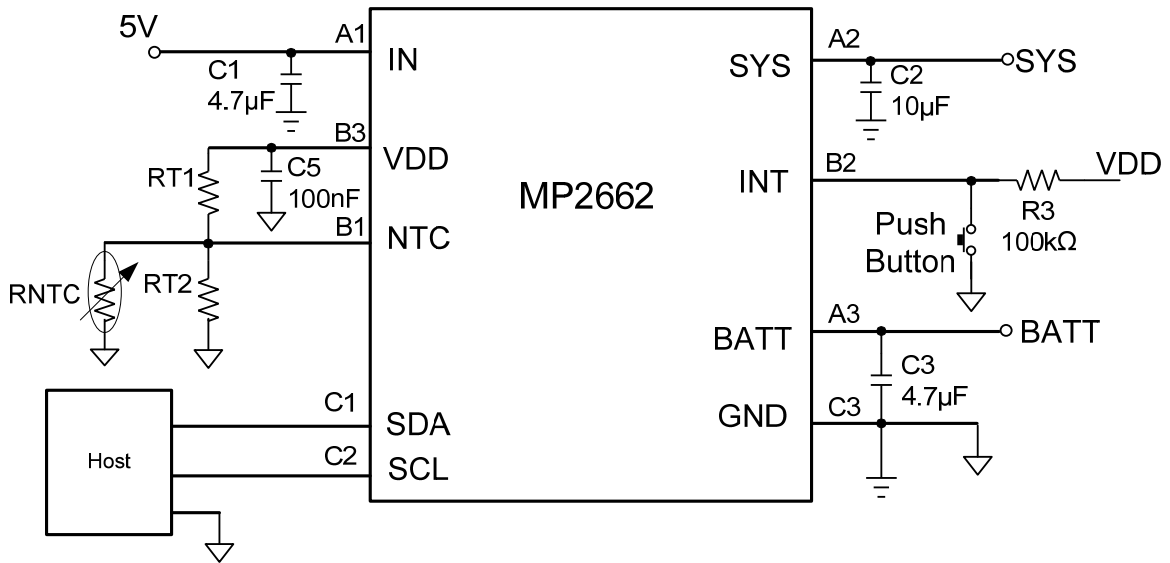 5V
A1
IN
C1
4.7µF
B3
VDD
RT1
C5
100nF
B1
NTC
RNTC
RT2
Host
C1
SDA
C2
SCL
MP2662
A2
SYS
SYS
C2
10µF
B2
INT
VDD
R3
100kΩ
Push
Button
A3
BATT
BATT
C3
4.7µF
C3
GND